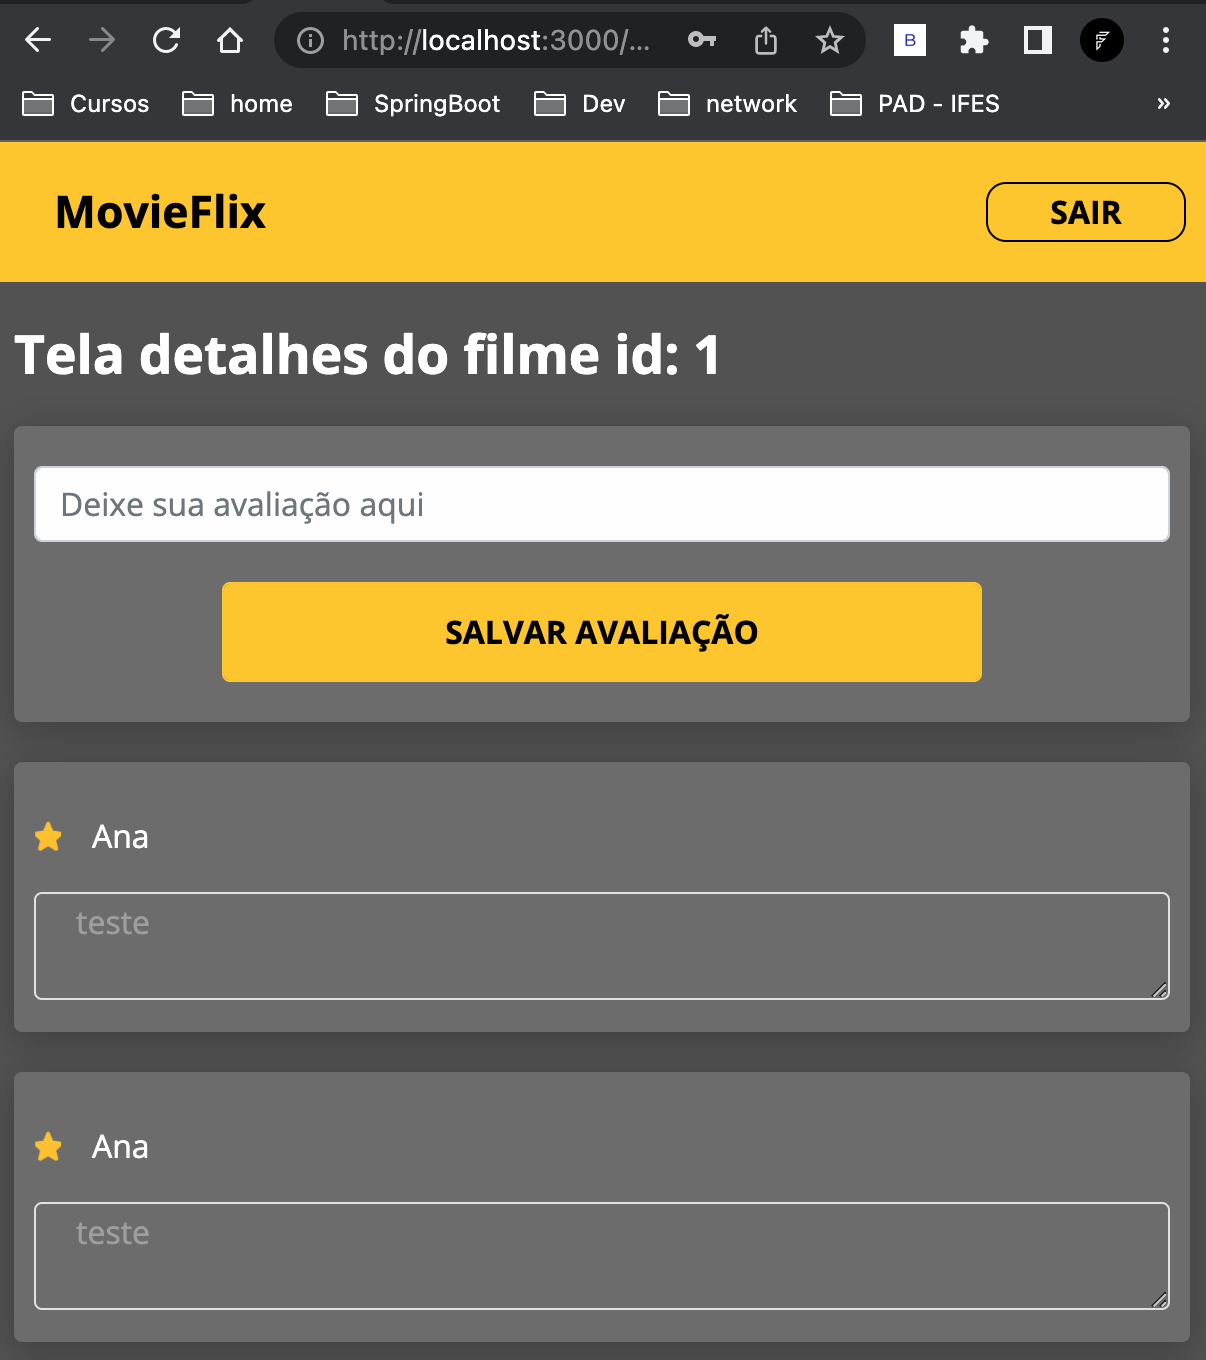 http://localhost:3000/...
B
Cursos home SpringBoot Dev network PAD - IFES »
MovieFlix SAIR
Tela detalhes do filme id: 1
Deixe sua avaliação aqui
SALVAR AVALIAÇÃO
Ana
teste
Ana
teste